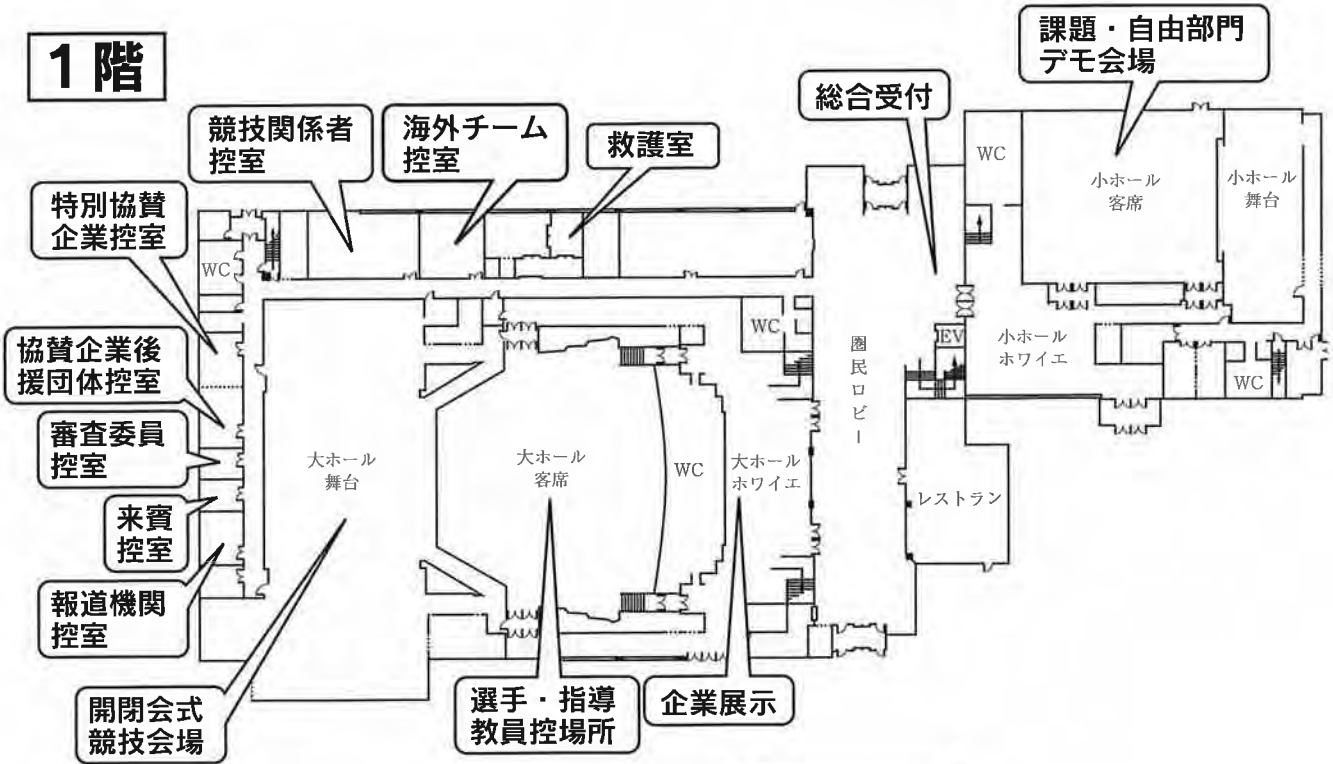 1階
課題・自由部門
デモ会場
総合受付
競技関係者
控室
海外チーム
控室
救護室
特別協賛
企業控室
協賛企業後
援団体控室
審査委員
控室
来賓
控室
報道機関
控室
開閉会式
競技会場
選手・指導
教員控場所
企業展示
WC
小ホール
客席
小ホール
舞台
WC
WC
EV
小ホール
ホワイエ
圏民ロビー
WC
大ホール
舞台
大ホール
客席
WC
大ホール
ホワイエ
レストラン